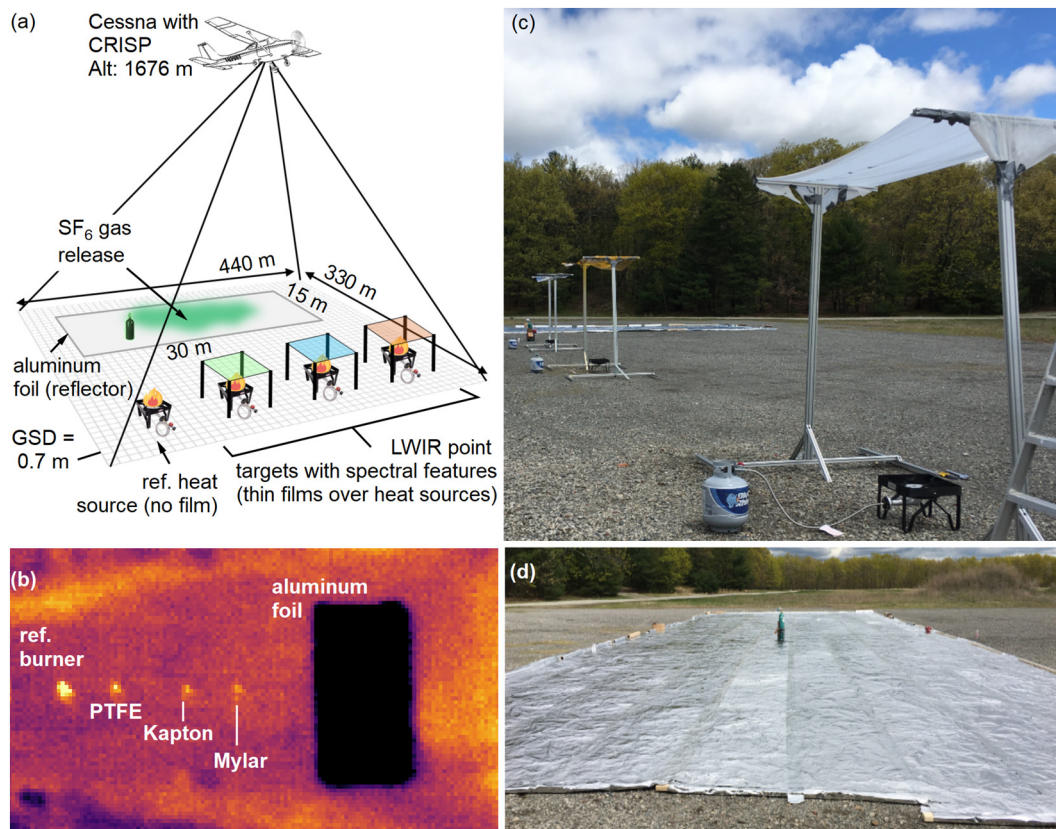 (a)
Cessna with
CRISP
Alt: 1676 m
SF6 gas
release
440 m
330 m
15 m
30 m
aluminum
foil (reflector)
GSD =
0.7 m
ref. heat
source (no film)
LWIR point
targets with spectral features
(thin films over heat sources)
(b)
aluminum
foil
ref.
burner
PTFE
Kapton
Mylar
(c)
(d)